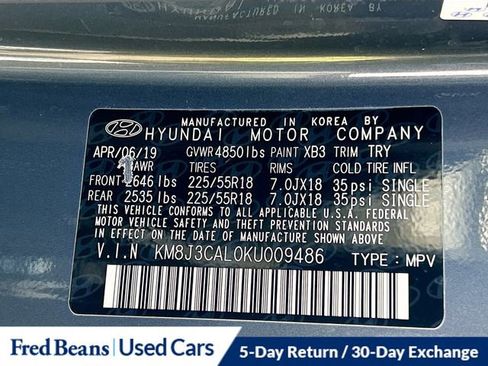 MANUFACTURED IN KOREA BY
HYUNDAI MOTOR COMPANY
APR/06/19 GVWR 4850 lbs PAINT XB3 TRIM TRY
GAWR TIRES RIMS COLD TIRE INFL
FRONT 2646 lbs 225/55R18 7.0JX18 35psi SINGLE
REAR 2535 lbs 225/55R18 7.0JX18 35psi SINGLE
THIS VEHICLE CONFORMS TO ALL APPLICABLE U.S.A. FEDERAL
MOTOR VEHICLE SAFETY, BUMPER, AND THEFT PREVENTION
STANDARDS IN EFFECT ON THE DATE OF MANUFACTURE SHOWN ABOVE.
V.I.N KM8J3CAL0KU009486 TYPE : MPV
Fred Beans | Used Cars
5-Day Return / 30-Day Exchange